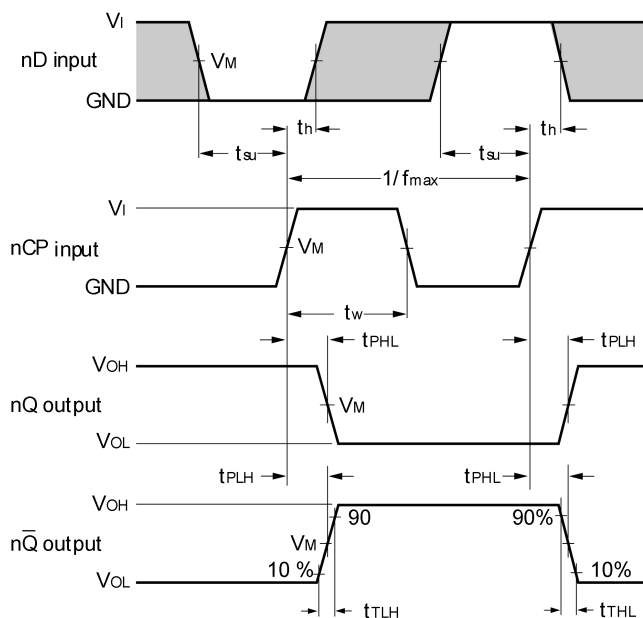 VI
nD input
VM
GND
th
th
tsu
tsu
1/fmax
VI
nCP input
VM
GND
tw
tPHL
tPLH
VOH
nQ output
VM
VOL
tPLH
tPHL
VOH
90
90%
nQ̅ output
VM
10 %
10%
VOL
tTLH
tTHL